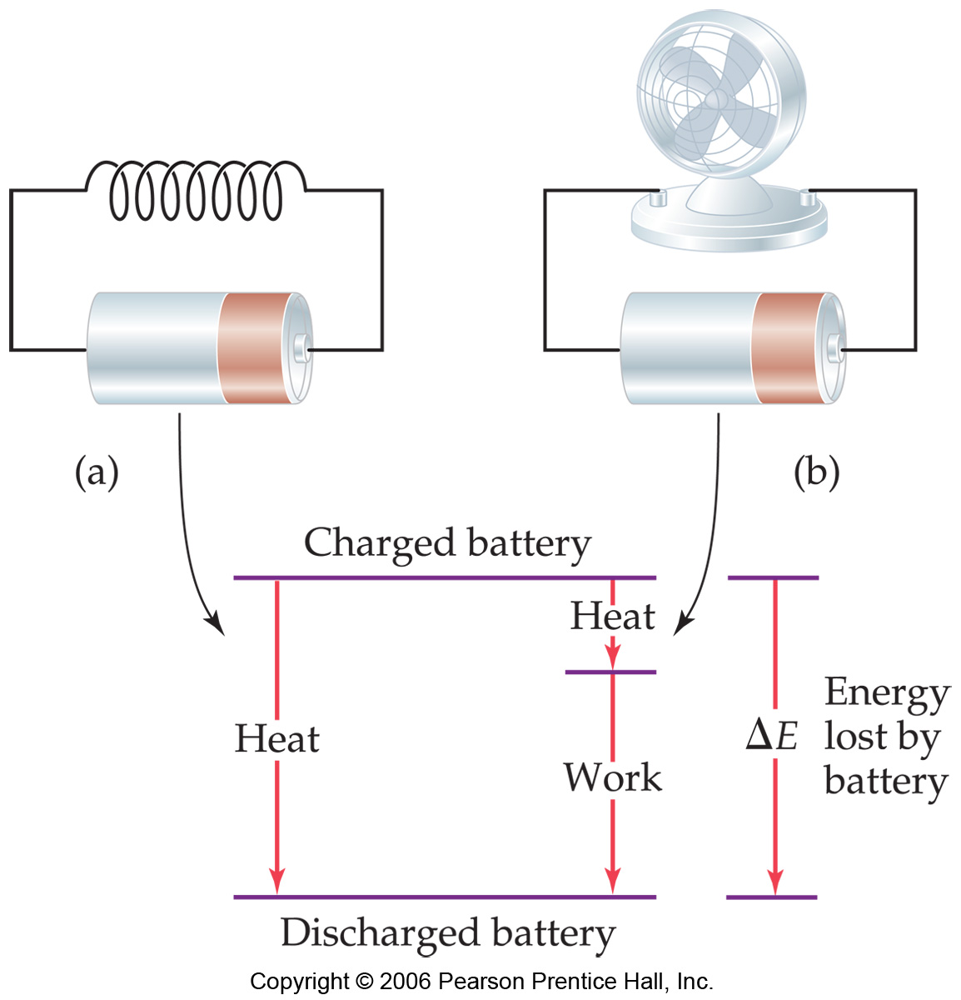 (a)
(b)
Charged battery
Heat
Heat
Work
ΔE
Energy
lost by
battery
Discharged battery
Copyright © 2006 Pearson Prentice Hall, Inc.